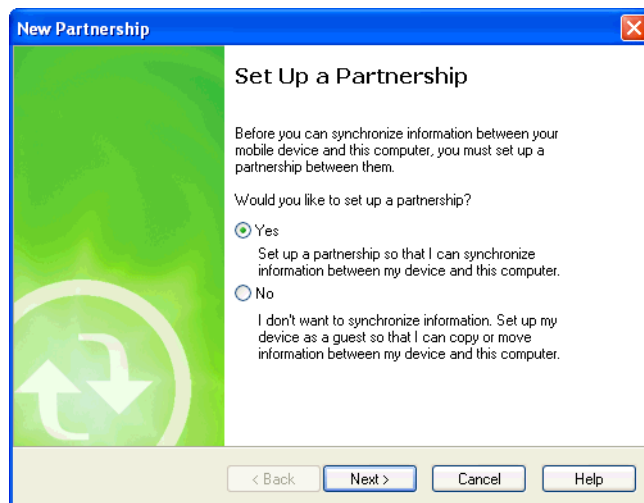 New Partnership
Set Up a Partnership
Before you can synchronize information between your
mobile device and this computer, you must set up a
partnership between them.
Would you like to set up a partnership?
Yes
Set up a partnership so that I can synchronize
information between my device and this computer.
No
I don't want to synchronize information. Set up my
device as a guest so that I can copy or move
information between my device and this computer.
< Back
Next >
Cancel
Help